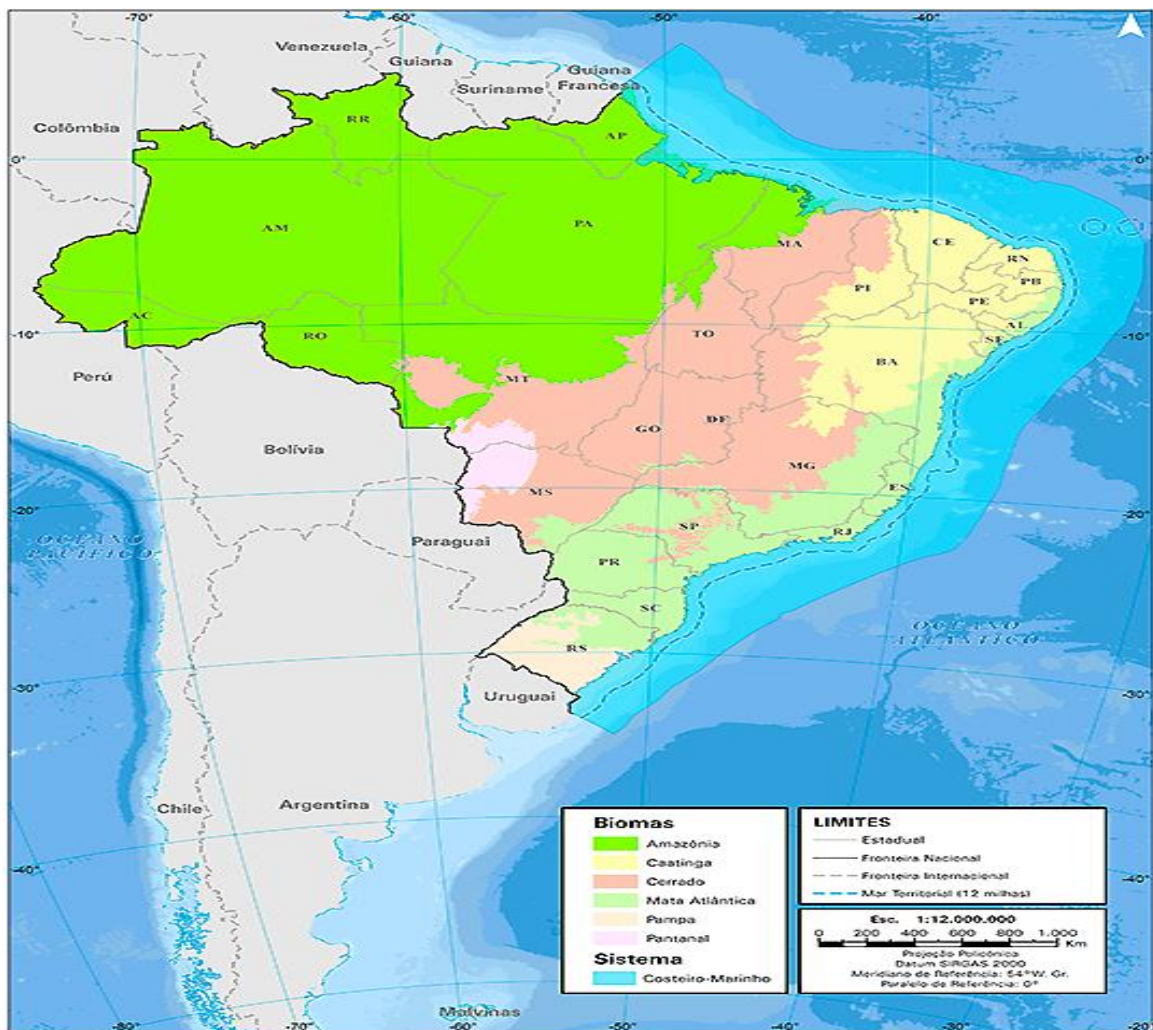 -70°
-60°
-50°
-40°
Venezuela
Guiana
Suriname
Guiana
Francesa
Colômbia
RR
AP
0°
0°
AM
PA
MA
CE
RN
PB
PI
PE
AL
SE
AC
-10°
RO
TO
-10°
BA
MT
Perú
DF
GO
Bolívia
MG
MS
ES
-20°
-20°
SP
RJ
OCEANO
PACÍFICO
Paraguai
PR
SC
OCEANO
ATLÂNTICO
RS
-30°
-30°
Uruguai
Chile
Argentina
-40°
-40°
Biomas
Amazônia
Caatinga
Cerrado
Mata Atlântica
Pampa
Pantanal
Sistema
Costeiro-Marinho
LIMITES
Estadual
Fronteira Nacional
Fronteira Internacional
Mar Territorial (12 milhas)
Esc. 1:12.000.000
0 200 400 600 800 1.000
Km
Projeção Policônica
Datum SIRGAS 2000
Meridiano de Referência: 54°W. Gr.
Paralelo de Referência: 0°
Malvinas
-80°
-70°
-60°
-50°
-40°
-30°
-20°